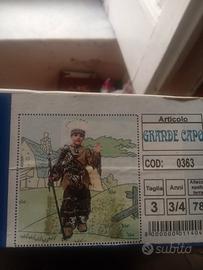 Articolo
GRANDE CAPO
COD: 0363
Taglia
Anni
3
3/4
78
subito